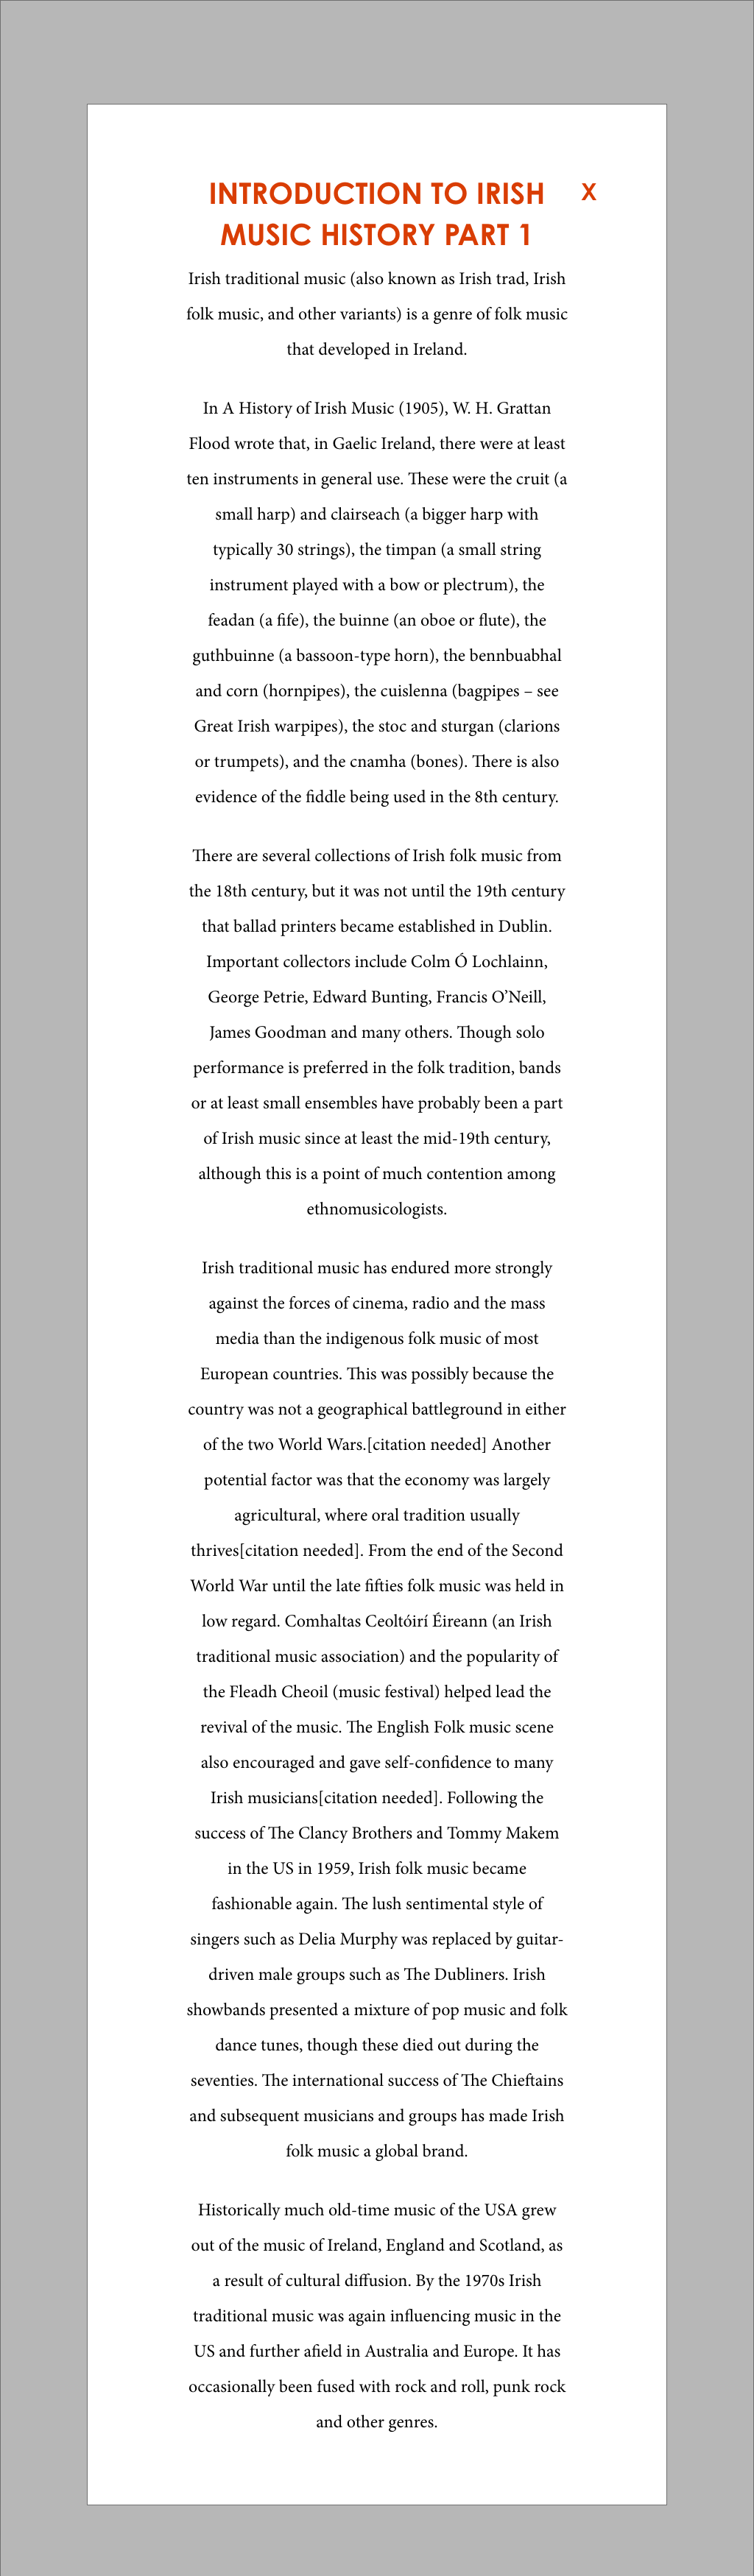 INTRODUCTION TO IRISH X
MUSIC HISTORY PART 1
Irish traditional music (also known as Irish trad, Irish
folk music, and other variants) is a genre of folk music
that developed in Ireland.
In A History of Irish Music (1905), W. H. Grattan
Flood wrote that, in Gaelic Ireland, there were at least
ten instruments in general use. These were the cruit (a
small harp) and clairseach (a bigger harp with
typically 30 strings), the timpan (a small string
instrument played with a bow or plectrum), the
feadan (a fife), the buinne (an oboe or flute), the
guthbuinne (a bassoon-type horn), the bennbuabhal
and corn (hornpipes), the cuislenna (bagpipes – see
Great Irish warpipes), the stoc and sturgan (clarions
or trumpets), and the cnamha (bones). There is also
evidence of the fiddle being used in the 8th century.
There are several collections of Irish folk music from
the 18th century, but it was not until the 19th century
that ballad printers became established in Dublin.
Important collectors include Colm Ó Lochlainn,
George Petrie, Edward Bunting, Francis O’Neill,
James Goodman and many others. Though solo
performance is preferred in the folk tradition, bands
or at least small ensembles have probably been a part
of Irish music since at least the mid-19th century,
although this is a point of much contention among
ethnomusicologists.
Irish traditional music has endured more strongly
against the forces of cinema, radio and the mass
media than the indigenous folk music of most
European countries. This was possibly because the
country was not a geographical battleground in either
of the two World Wars.[citation needed] Another
potential factor was that the economy was largely
agricultural, where oral tradition usually
thrives[citation needed]. From the end of the Second
World War until the late fifties folk music was held in
low regard. Comhaltas Ceoltóirí Éireann (an Irish
traditional music association) and the popularity of
the Fleadh Cheoil (music festival) helped lead the
revival of the music. The English Folk music scene
also encouraged and gave self-confidence to many
Irish musicians[citation needed]. Following the
success of The Clancy Brothers and Tommy Makem
in the US in 1959, Irish folk music became
fashionable again. The lush sentimental style of
singers such as Delia Murphy was replaced by guitar-
driven male groups such as The Dubliners. Irish
showbands presented a mixture of pop music and folk
dance tunes, though these died out during the
seventies. The international success of The Chieftains
and subsequent musicians and groups has made Irish
folk music a global brand.
Historically much old-time music of the USA grew
out of the music of Ireland, England and Scotland, as
a result of cultural diffusion. By the 1970s Irish
traditional music was again influencing music in the
US and further afield in Australia and Europe. It has
occasionally been fused with rock and roll, punk rock
and other genres.